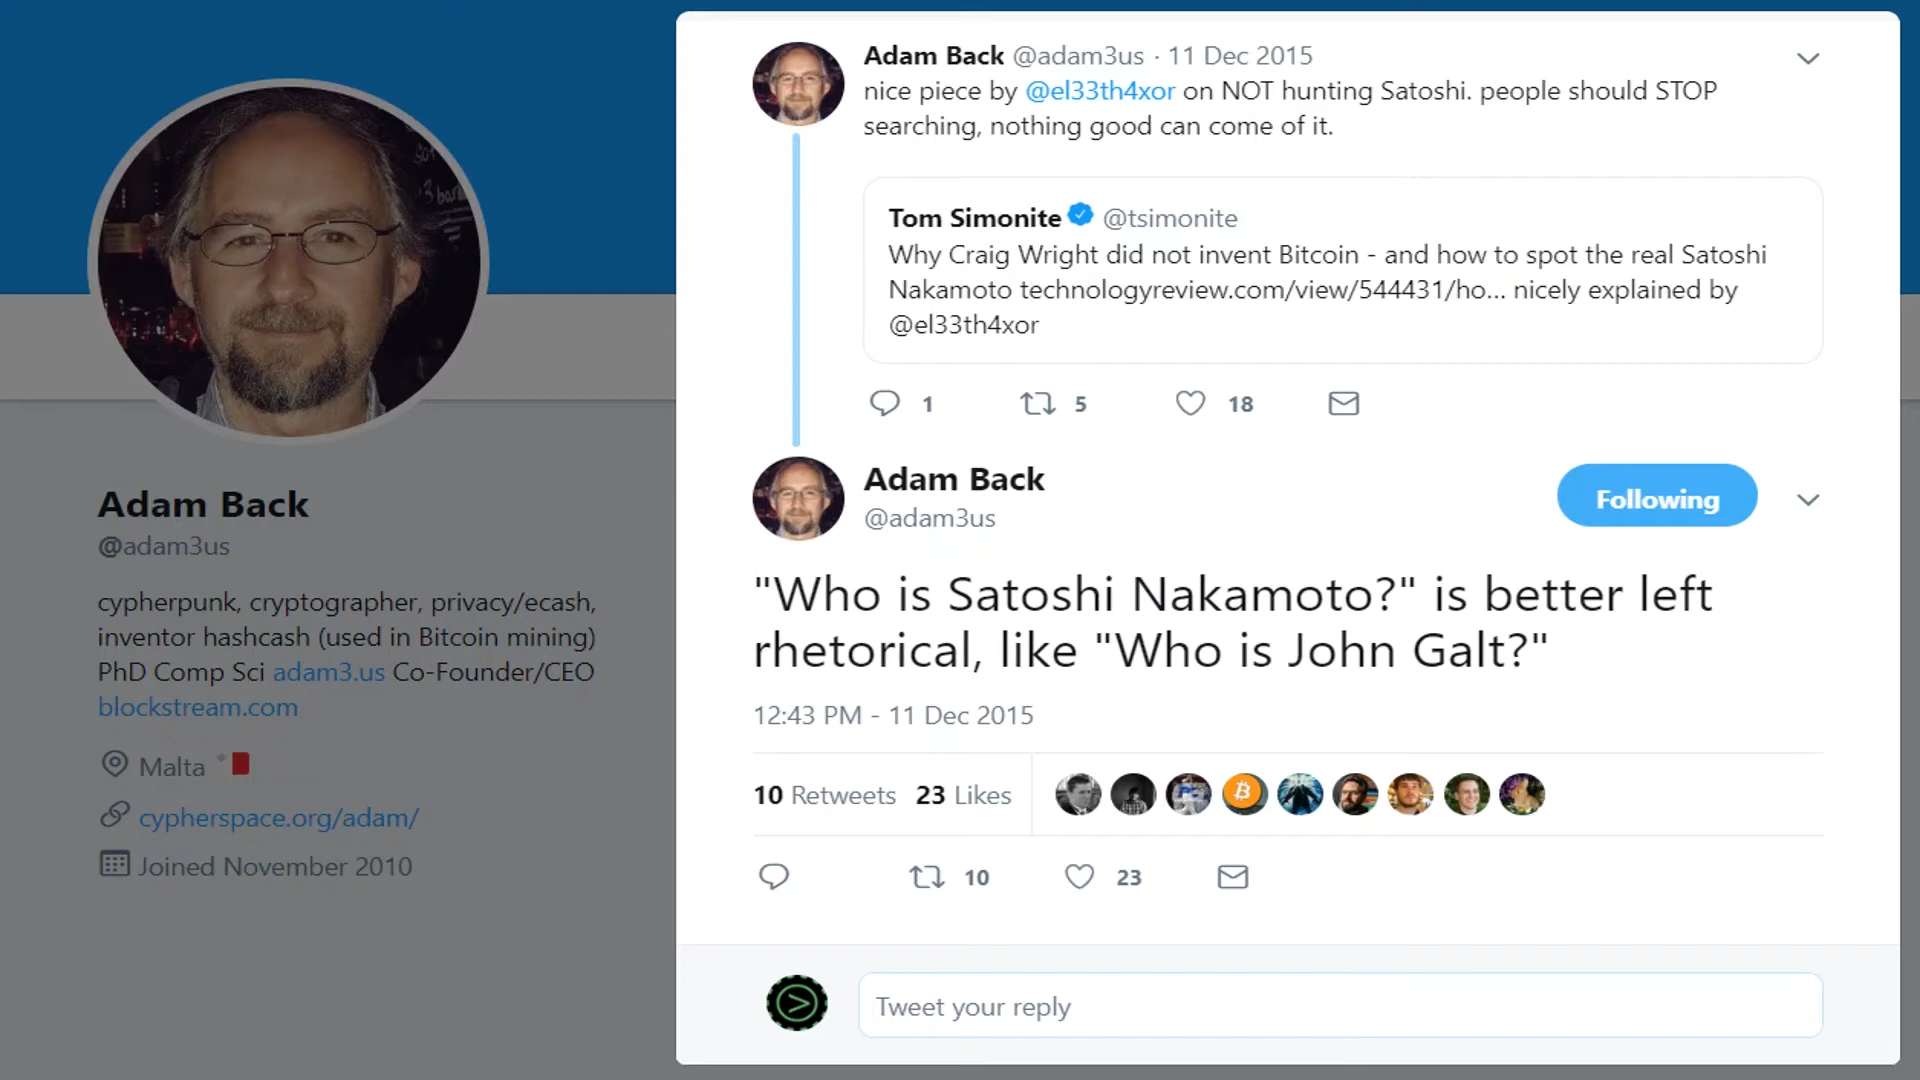 Adam Back
@adam3us
cypherpunk, cryptographer, privacy/ecash,
inventor hashcash (used in Bitcoin mining)
PhD Comp Sci adam3.us Co-Founder/CEO
blockstream.com
Malta
cypherspace.org/adam/
Joined November 2010
Adam Back @adam3us · 11 Dec 2015
nice piece by @el33th4xor on NOT hunting Satoshi. people should STOP
searching, nothing good can come of it.
Tom Simonite @tsimonite
Why Craig Wright did not invent Bitcoin - and how to spot the real Satoshi
Nakamoto technologyreview.com/view/544431/ho... nicely explained by
@el33th4xor
1 5 18
Adam Back
@adam3us
Following
"Who is Satoshi Nakamoto?" is better left
rhetorical, like "Who is John Galt?"
12:43 PM - 11 Dec 2015
10 Retweets 23 Likes
10 23
Tweet your reply